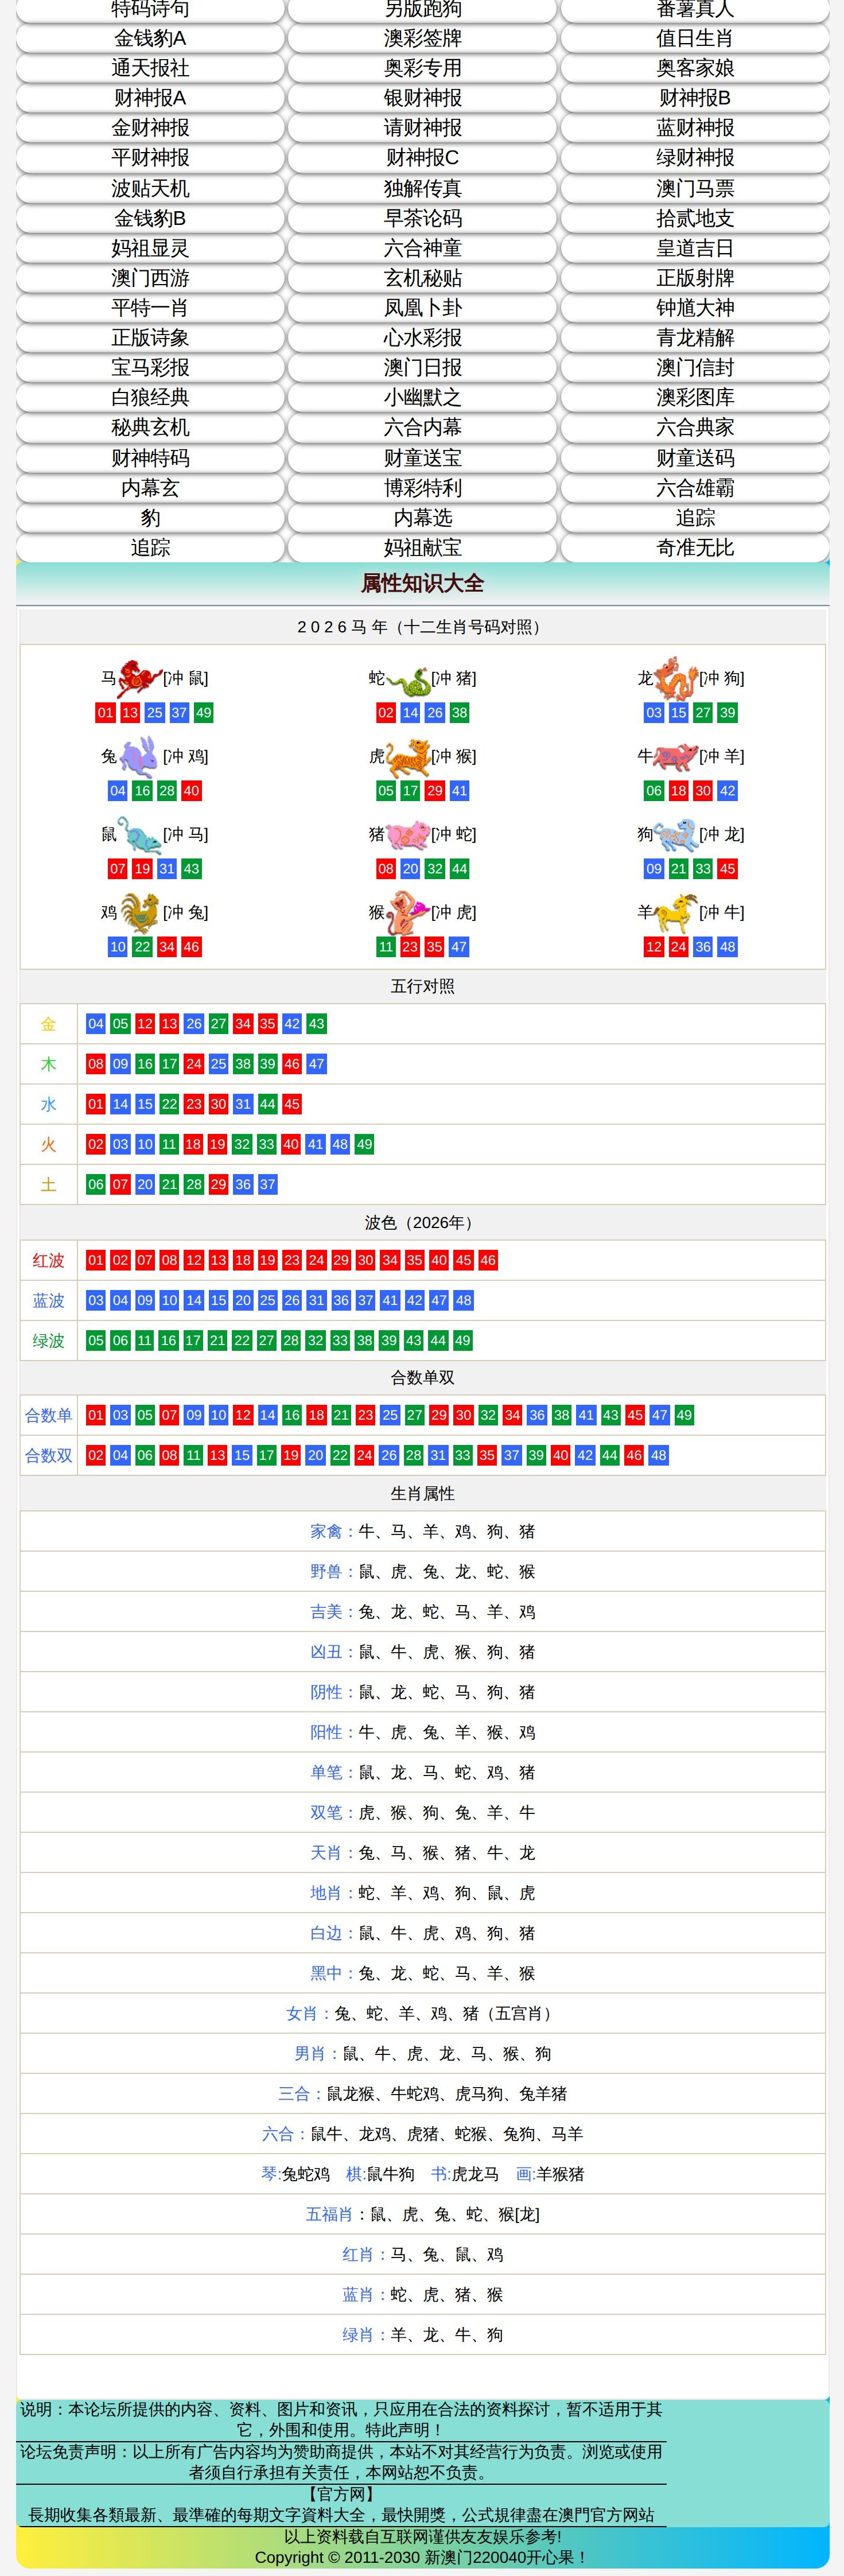 特码诗句 另版跑狗 番薯真人
金钱豹A 澳彩签牌 值日生肖
通天报社 奥彩专用 奥客家娘
财神报A 银财神报 财神报B
金财神报 请财神报 蓝财神报
平财神报 财神报C 绿财神报
波贴天机 独解传真 澳门马票
金钱豹B 早茶论码 拾贰地支
妈祖显灵 六合神童 皇道吉日
澳门西游 玄机秘贴 正版射牌
平特一肖 凤凰卜卦 钟馗大神
正版诗象 心水彩报 青龙精解
宝马彩报 澳门日报 澳门信封
白狼经典 小幽默之 澳彩图库
秘典玄机 六合内幕 六合典家
财神特码 财童送宝 财童送码
内幕玄 博彩特利 六合雄霸
豹 内幕选 追踪
追踪 妈祖献宝 奇准无比
属性知识大全
2 0 2 6 马 年（十二生肖号码对照）
马 [冲 鼠] 蛇 [冲 猪] 龙 [冲 狗]
01 13 25 37 49 02 14 26 38 03 15 27 39
兔 [冲 鸡] 虎 [冲 猴] 牛 [冲 羊]
04 16 28 40 05 17 29 41 06 18 30 42
鼠 [冲 马] 猪 [冲 蛇] 狗 [冲 龙]
07 19 31 43 08 20 32 44 09 21 33 45
鸡 [冲 兔] 猴 [冲 虎] 羊 [冲 牛]
10 22 34 46 11 23 35 47 12 24 36 48
五行对照
金 04 05 12 13 26 27 34 35 42 43
木 08 09 16 17 24 25 38 39 46 47
水 01 14 15 22 23 30 31 44 45
火 02 03 10 11 18 19 32 33 40 41 48 49
土 06 07 20 21 28 29 36 37
波色（2026年）
红波 01 02 07 08 12 13 18 19 23 24 29 30 34 35 40 45 46
蓝波 03 04 09 10 14 15 20 25 26 31 36 37 41 42 47 48
绿波 05 06 11 16 17 21 22 27 28 32 33 38 39 43 44 49
合数单双
合数单 01 03 05 07 09 10 12 14 16 18 21 23 25 27 29 30 32 34 36 38 41 43 45 47 49
合数双 02 04 06 08 11 13 15 17 19 20 22 24 26 28 31 33 35 37 39 40 42 44 46 48
生肖属性
家禽：牛、马、羊、鸡、狗、猪
野兽：鼠、虎、兔、龙、蛇、猴
吉美：兔、龙、蛇、马、羊、鸡
凶丑：鼠、牛、虎、猴、狗、猪
阴性：鼠、龙、蛇、马、狗、猪
阳性：牛、虎、兔、羊、猴、鸡
单笔：鼠、龙、马、蛇、鸡、猪
双笔：虎、猴、狗、兔、羊、牛
天肖：兔、马、猴、猪、牛、龙
地肖：蛇、羊、鸡、狗、鼠、虎
白边：鼠、牛、虎、鸡、狗、猪
黑中：兔、龙、蛇、马、羊、猴
女肖：兔、蛇、羊、鸡、猪（五宫肖）
男肖：鼠、牛、虎、龙、马、猴、狗
三合：鼠龙猴、牛蛇鸡、虎马狗、兔羊猪
六合：鼠牛、龙鸡、虎猪、蛇猴、兔狗、马羊
琴:兔蛇鸡 棋:鼠牛狗 书:虎龙马 画:羊猴猪
五福肖：鼠、虎、兔、蛇、猴[龙]
红肖：马、兔、鼠、鸡
蓝肖：蛇、虎、猪、猴
绿肖：羊、龙、牛、狗
说明：本论坛所提供的内容、资料、图片和资讯，只应用在合法的资料探讨，暂不适用于其
它，外围和使用。特此声明！
论坛免责声明：以上所有广告内容均为赞助商提供，本站不对其经营行为负责。浏览或使用
者须自行承担有关责任，本网站恕不负责。
【官方网】
長期收集各類最新、最準確的每期文字資料大全，最快開獎，公式規律盡在澳門官方网站
以上资料载自互联网谨供友友娱乐参考!
Copyright © 2011-2030 新澳门220040开心果！